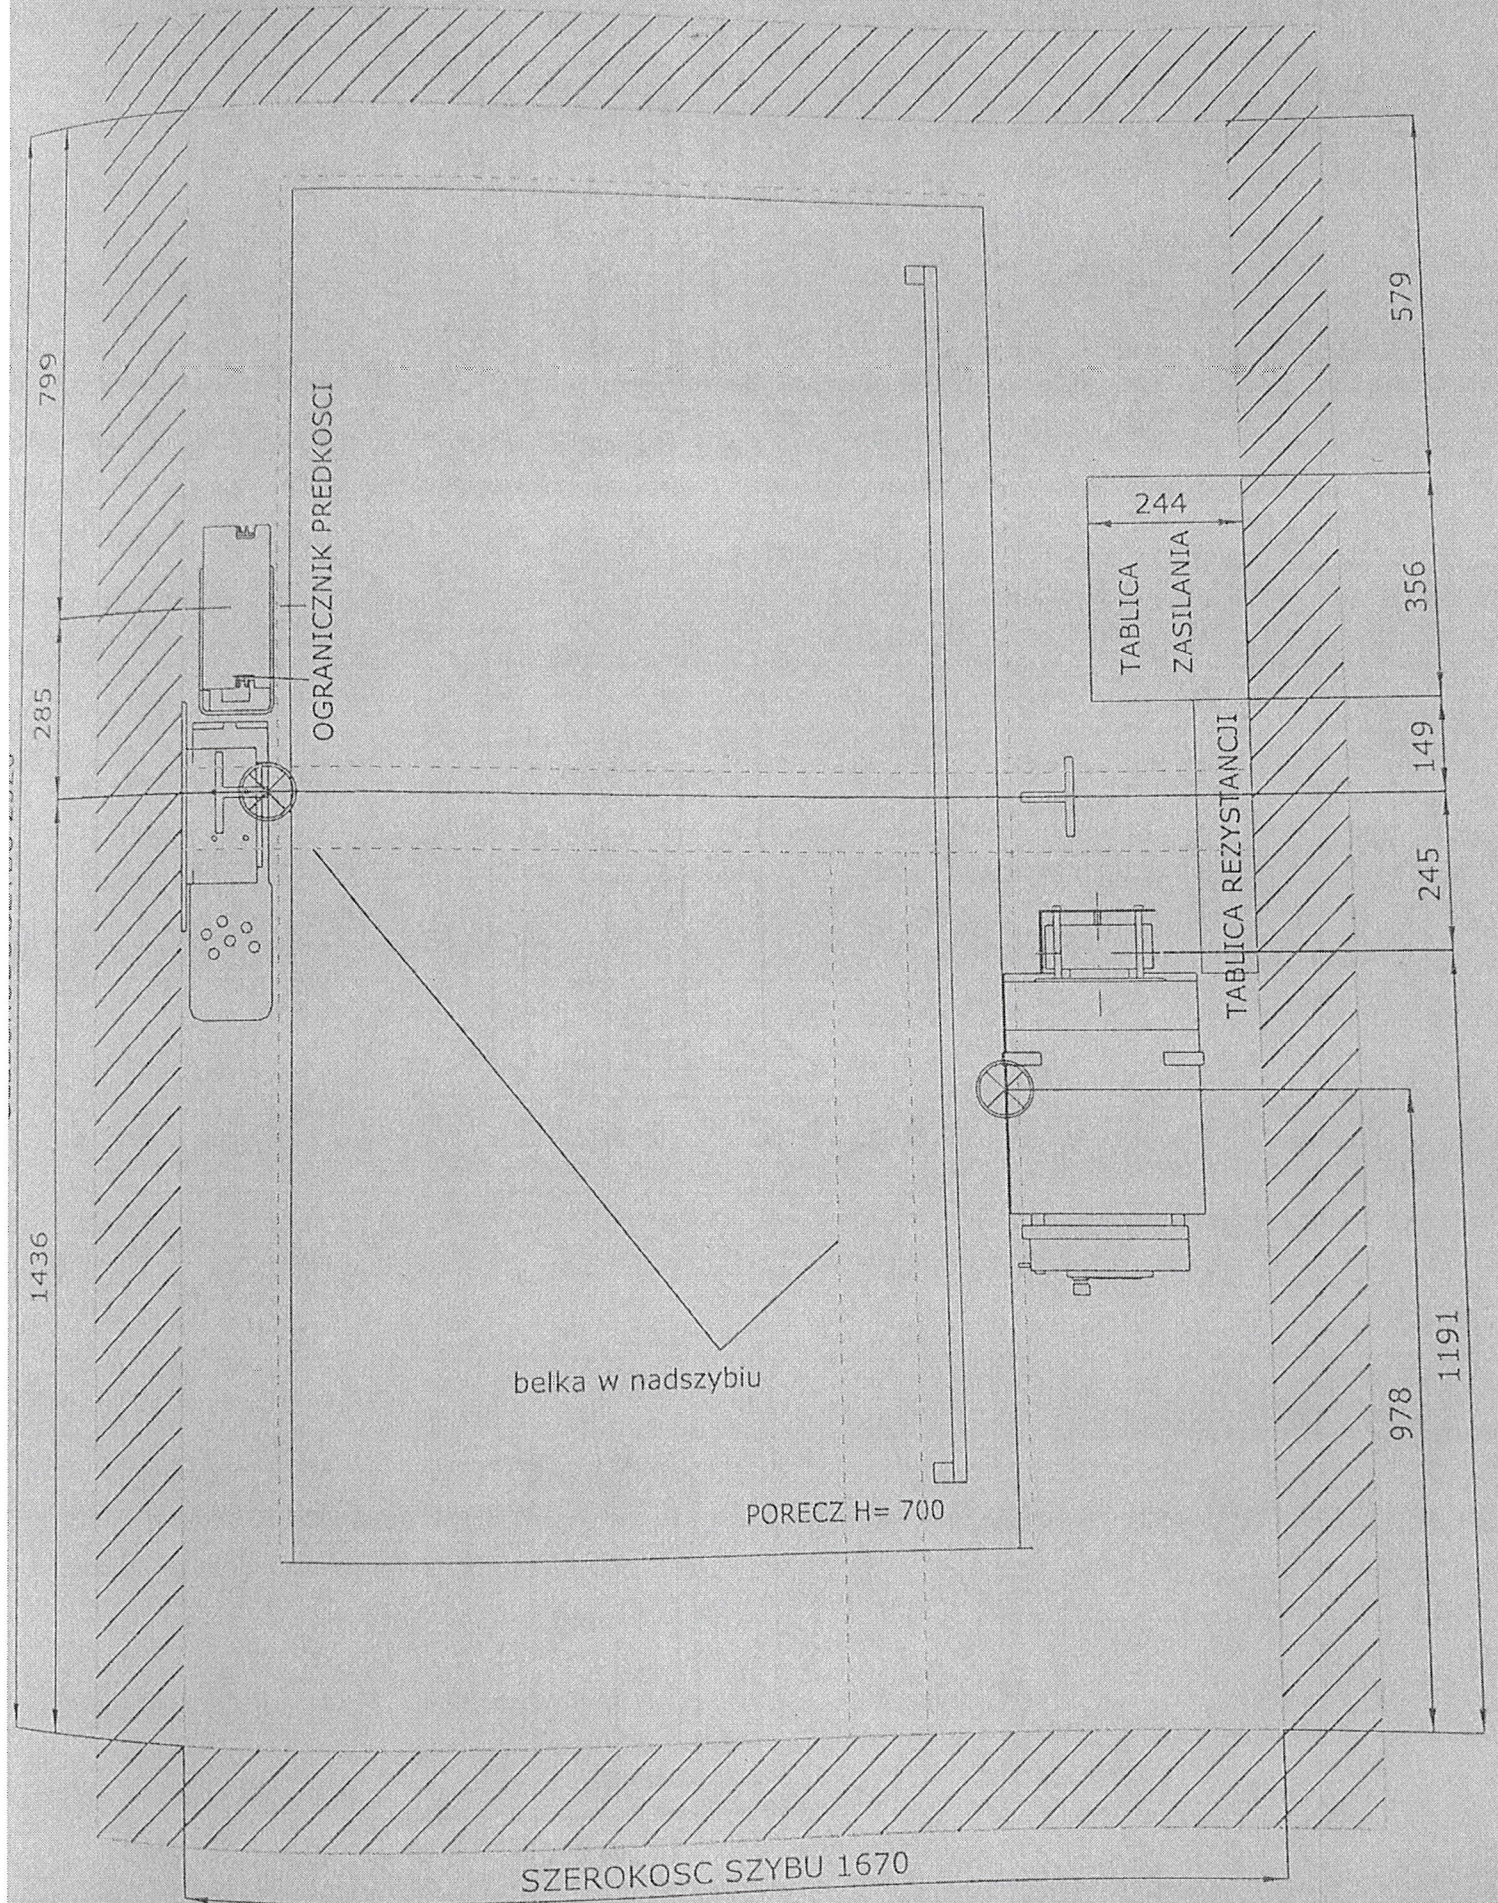 799
285
1436
OGRANICZNIK PREDKOSCI
244
TABLICA
ZASILANIA
TABLICA REZYSTANCJI
579
356
149
245
978
1191
belka w nadszybiu
PORECZ H= 700
SZEROKOSC SZYBU 1670